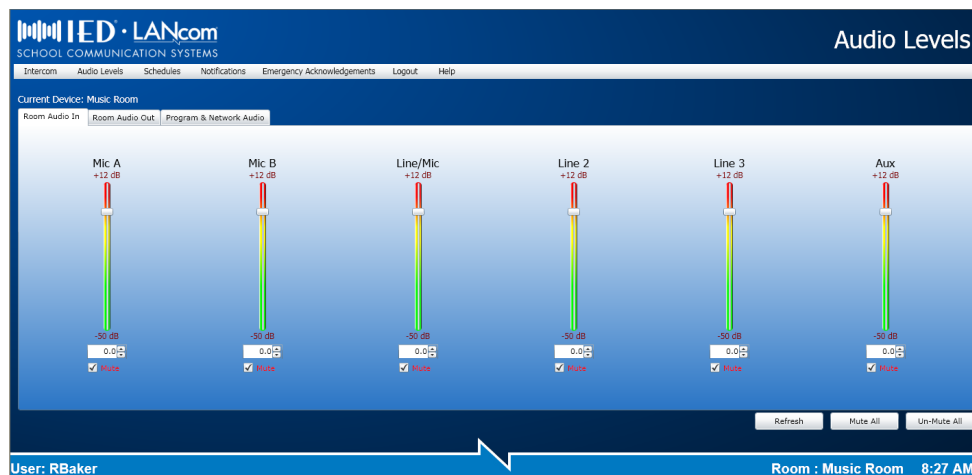 IED · LANcom
SCHOOL COMMUNICATION SYSTEMS
Audio Levels
Intercom Audio Levels Schedules Notifications Emergency Acknowledgements Logout Help
Current Device: Music Room
Room Audio In Room Audio Out Program & Network Audio
Mic A Mic B Line/Mic Line 2 Line 3 Aux
+12 dB +12 dB +12 dB +12 dB +12 dB +12 dB
-50 dB -50 dB -50 dB -50 dB -50 dB -50 dB
0.0 0.0 0.0 0.0 0.0 0.0
Mute Mute Mute Mute Mute Mute
Refresh Mute All Un-Mute All
User: RBaker Room : Music Room 8:27 AM